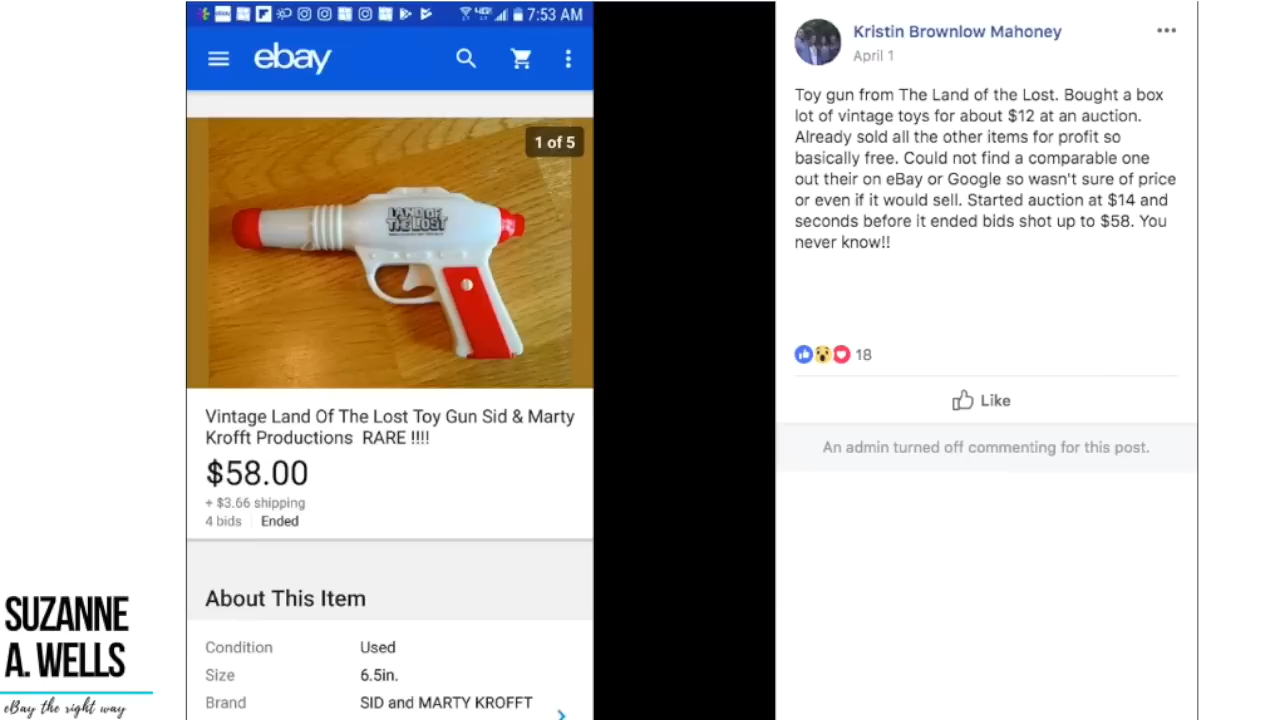 7:53 AM
ebay
1 of 5
LAND OF
THE LOST
Vintage Land Of The Lost Toy Gun Sid & Marty
Krofft Productions RARE !!!!
$58.00
+ $3.66 shipping
4 bids Ended
About This Item
Condition Used
Size 6.5in.
Brand SID and MARTY KROFFT
Kristin Brownlow Mahoney
April 1
Toy gun from The Land of the Lost. Bought a box
lot of vintage toys for about $12 at an auction.
Already sold all the other items for profit so
basically free. Could not find a comparable one
out their on eBay or Google so wasn't sure of price
or even if it would sell. Started auction at $14 and
seconds before it ended bids shot up to $58. You
never know!!
18
Like
An admin turned off commenting for this post.
SUZANNE
A. WELLS
eBay the right way